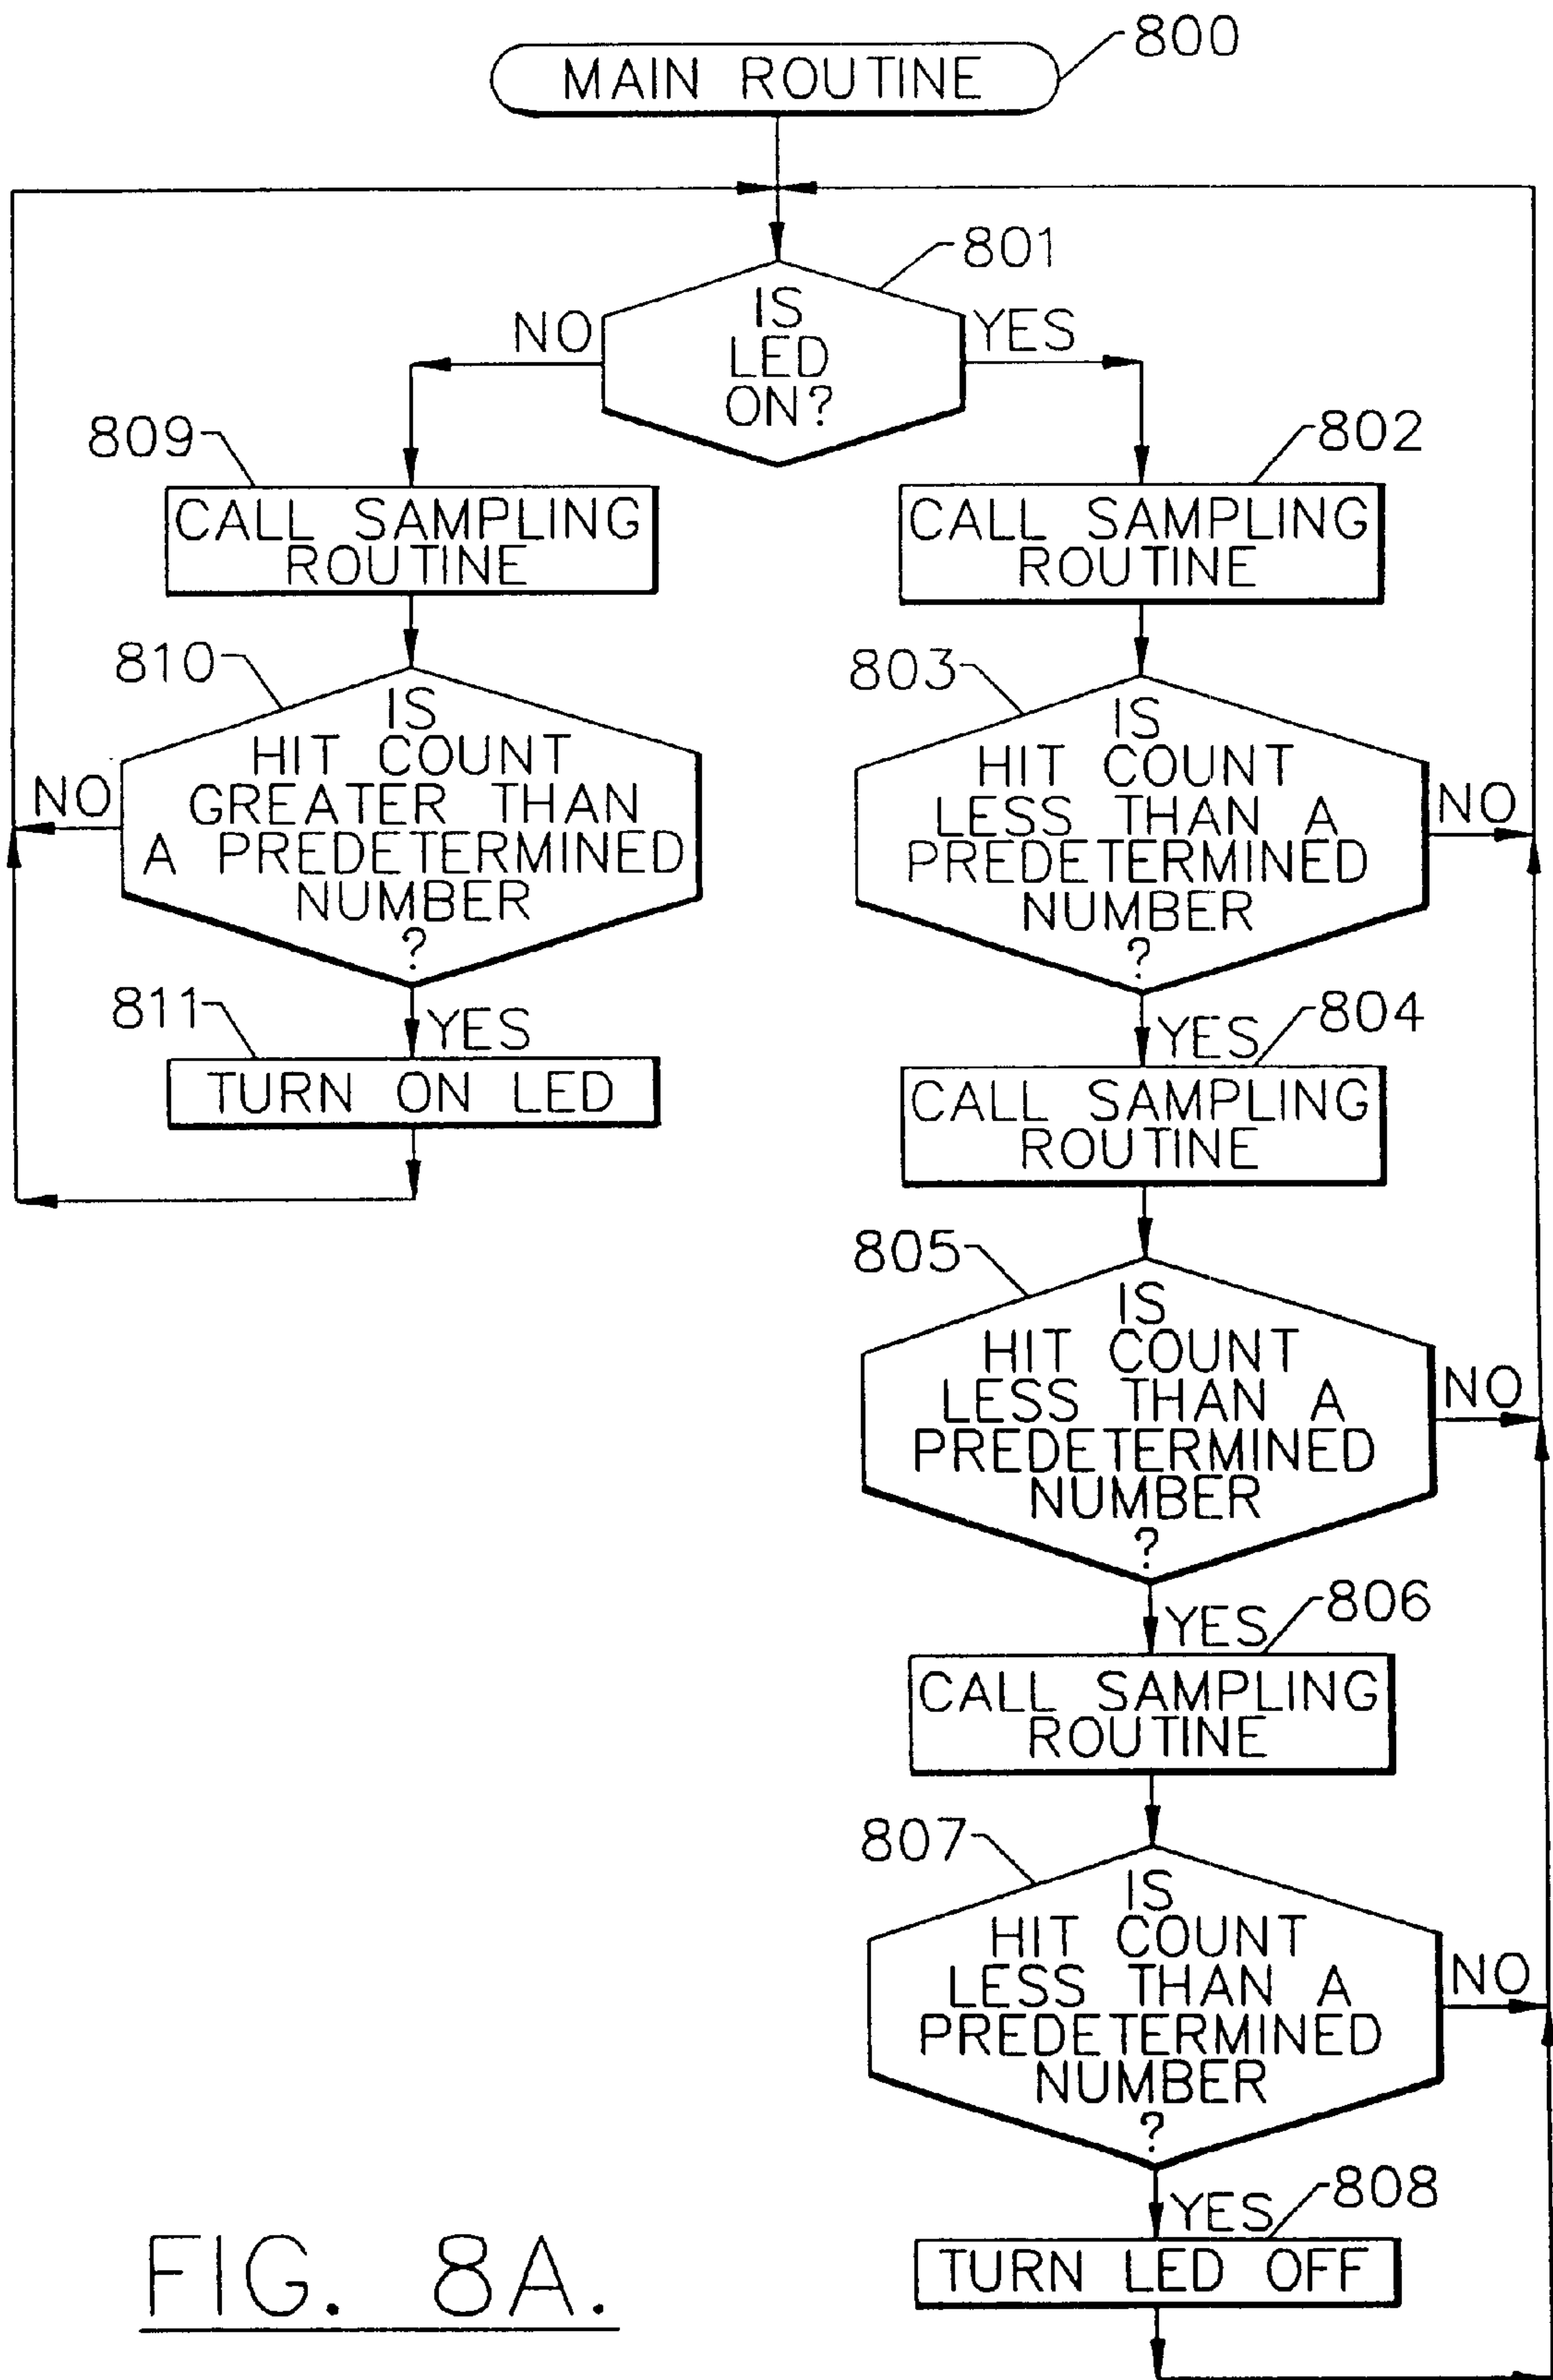 800
MAIN ROUTINE
801
IS
LED
ON?
NO
YES
809
CALL SAMPLING
ROUTINE
802
CALL SAMPLING
ROUTINE
810
IS
HIT COUNT
GREATER THAN
A PREDETERMINED
NUMBER
?
NO
803
IS
HIT COUNT
LESS THAN A
PREDETERMINED
NUMBER
?
NO
811
YES
TURN ON LED
YES
804
CALL SAMPLING
ROUTINE
805
IS
HIT COUNT
LESS THAN A
PREDETERMINED
NUMBER
?
NO
YES
806
CALL SAMPLING
ROUTINE
807
IS
HIT COUNT
LESS THAN A
PREDETERMINED
NUMBER
?
NO
YES
808
TURN LED OFF
FIG. 8A.